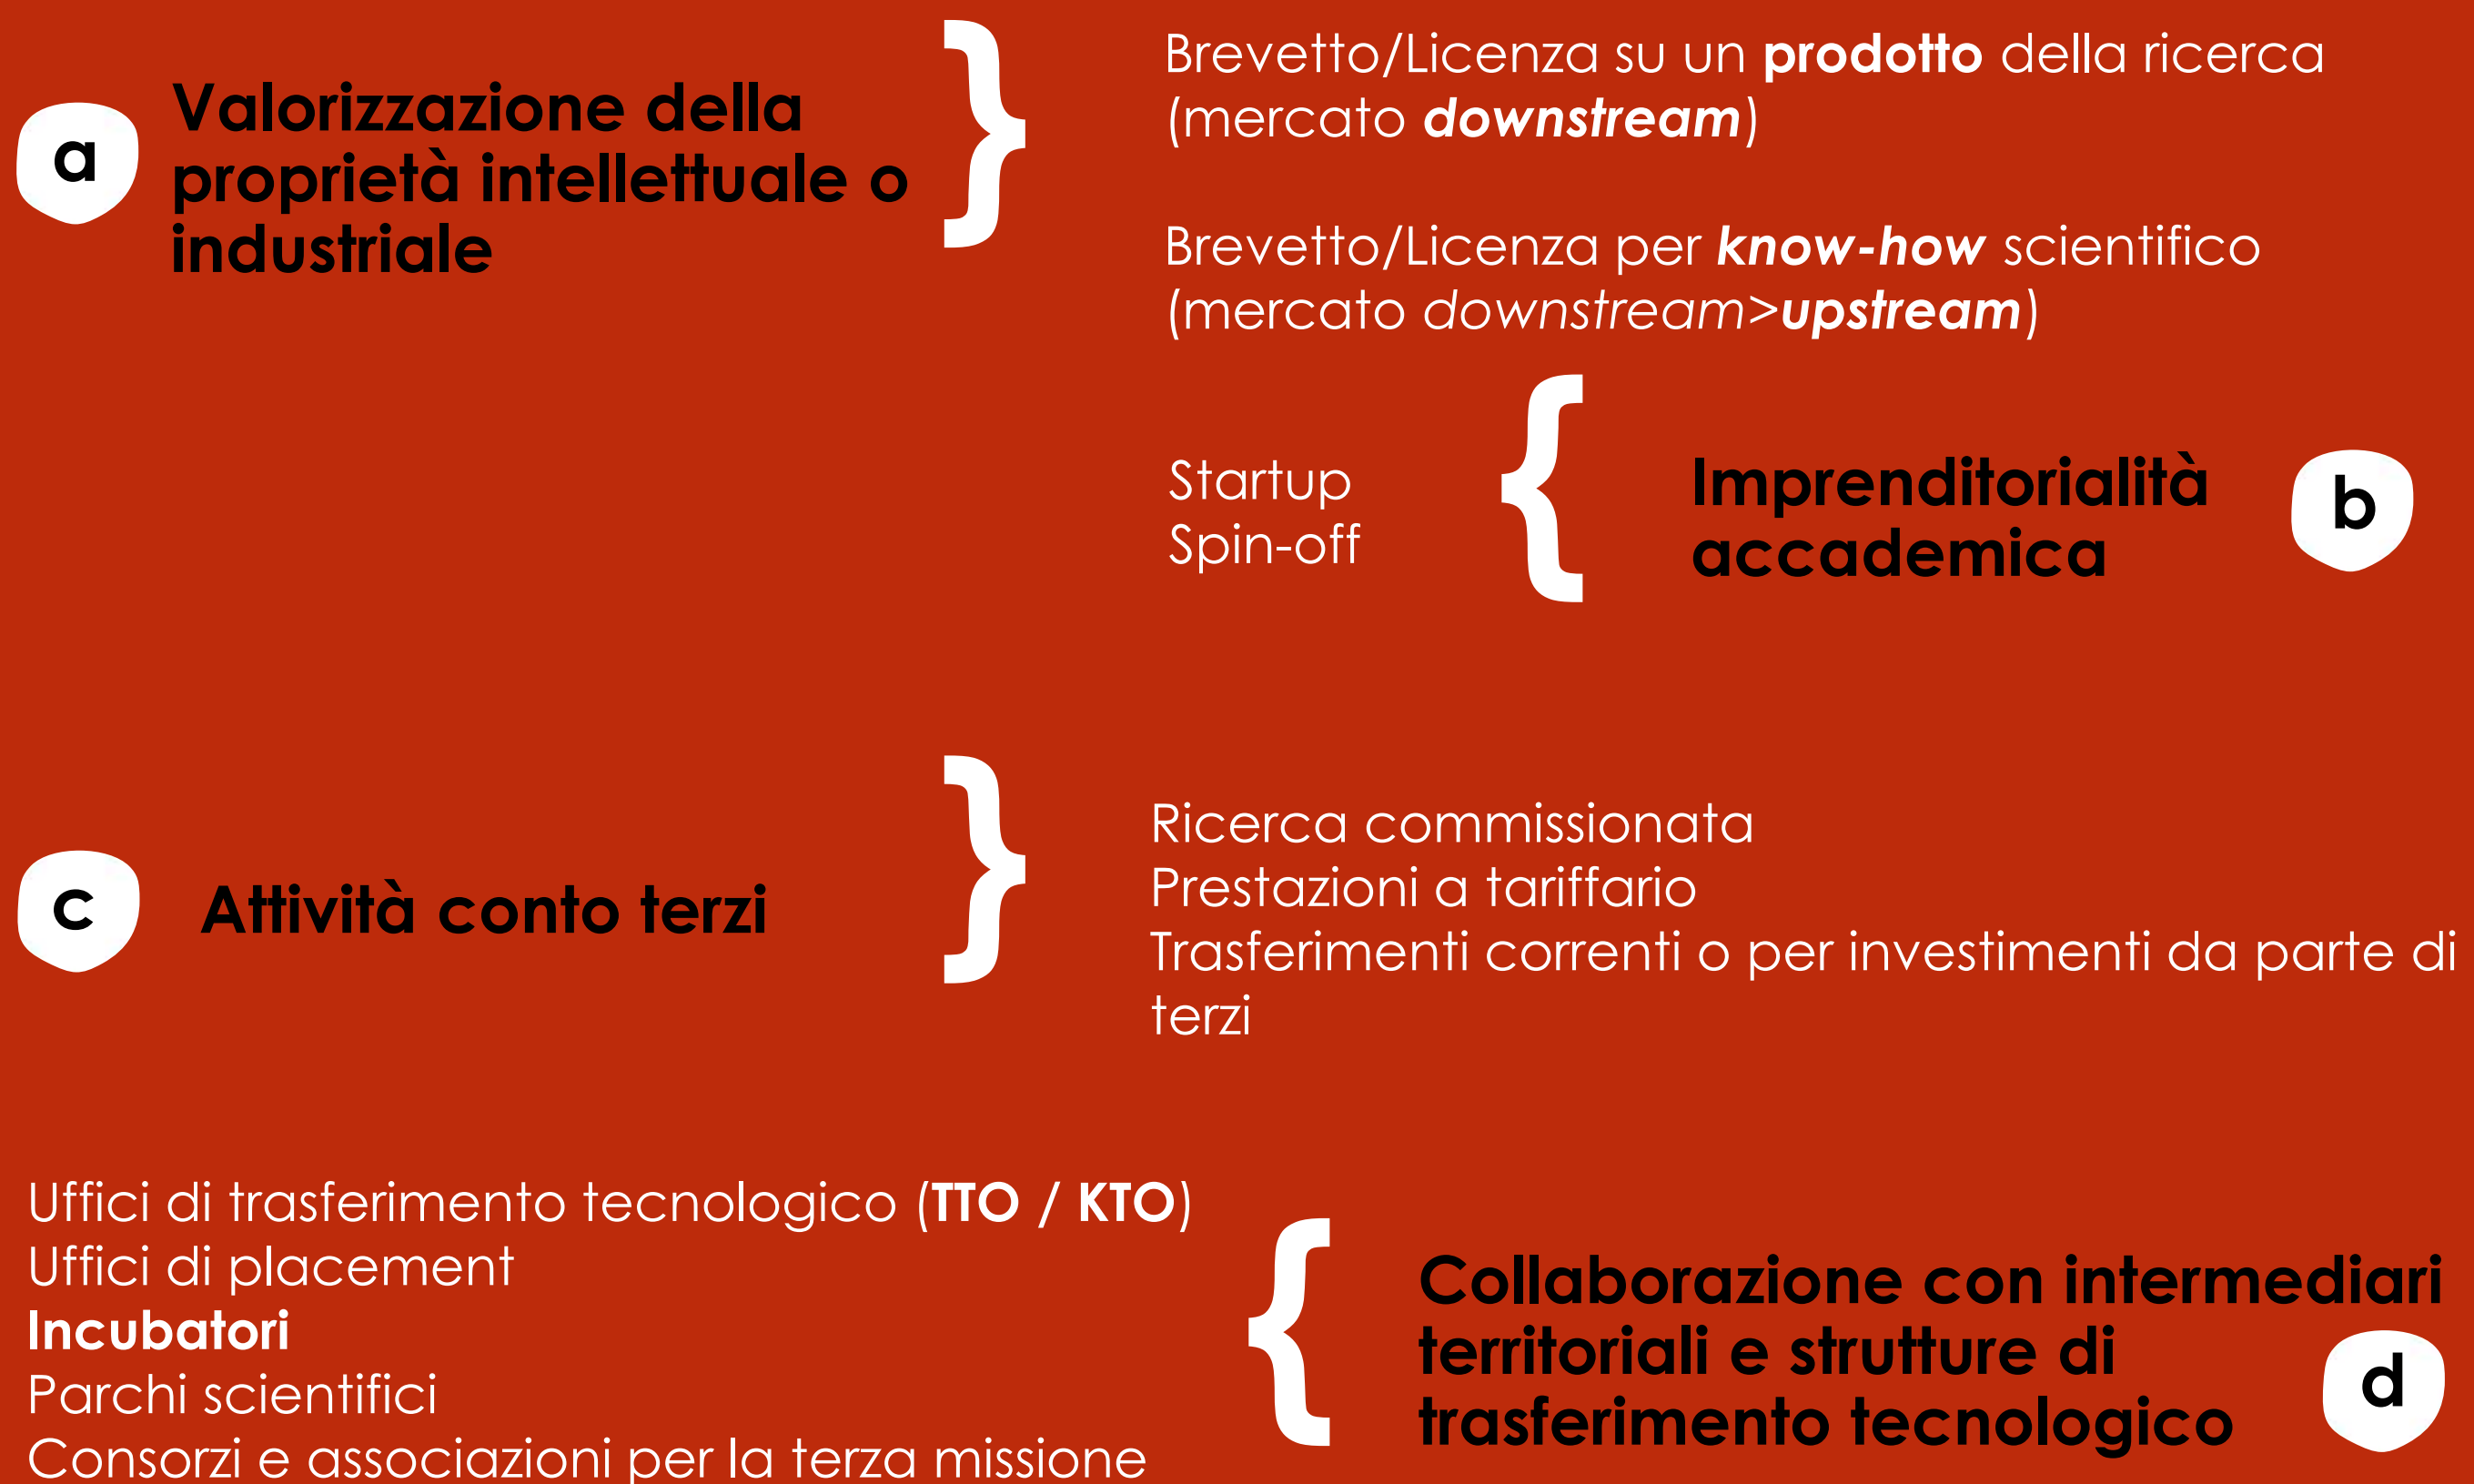 a
Valorizzazione della
proprietà intellettuale o
industriale
}
Brevetto/Licenza su un prodotto della ricerca
(mercato downstream)
Brevetto/Licenza per know-how scientifico
(mercato downstream>upstream)
Startup
Spin-off
{
Imprenditorialità
accademica
b
c
Attività conto terzi
}
Ricerca commissionata
Prestazioni a tariffario
Trasferimenti correnti o per investimenti da parte di
terzi
Uffici di trasferimento tecnologico (TTO / KTO)
Uffici di placement
Incubatori
Parchi scientifici
Consorzi e associazioni per la terza missione
{
Collaborazione con intermediari
territoriali e strutture di
trasferimento tecnologico
d